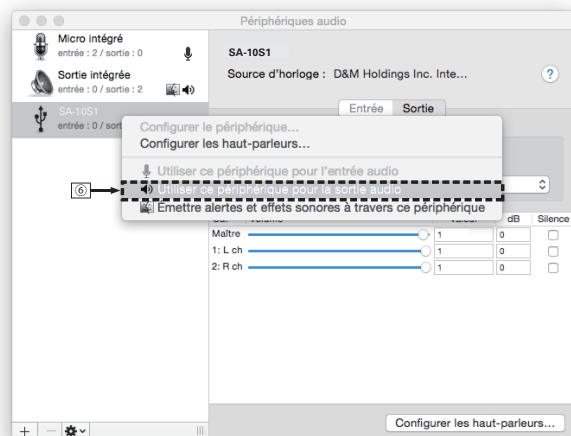 Périphériques audio
Micro intégré
entrée : 2 / sortie : 0
Sortie intégrée
entrée : 0 / sortie : 2
SA-10S1
entrée : 0 / sort
SA-10S1
Source d'horloge : D&M Holdings Inc. Inte...
?
Entrée Sortie
Configurer le périphérique...
Configurer les haut-parleurs...
Utiliser ce périphérique pour l'entrée audio
⑥
Utiliser ce périphérique pour la sortie audio
Émettre alertes et effets sonores à travers ce périphérique
dB Silence
Maître 1 0
1: L ch 1 0
2: R ch 1 0
+ −
Configurer les haut-parleurs...